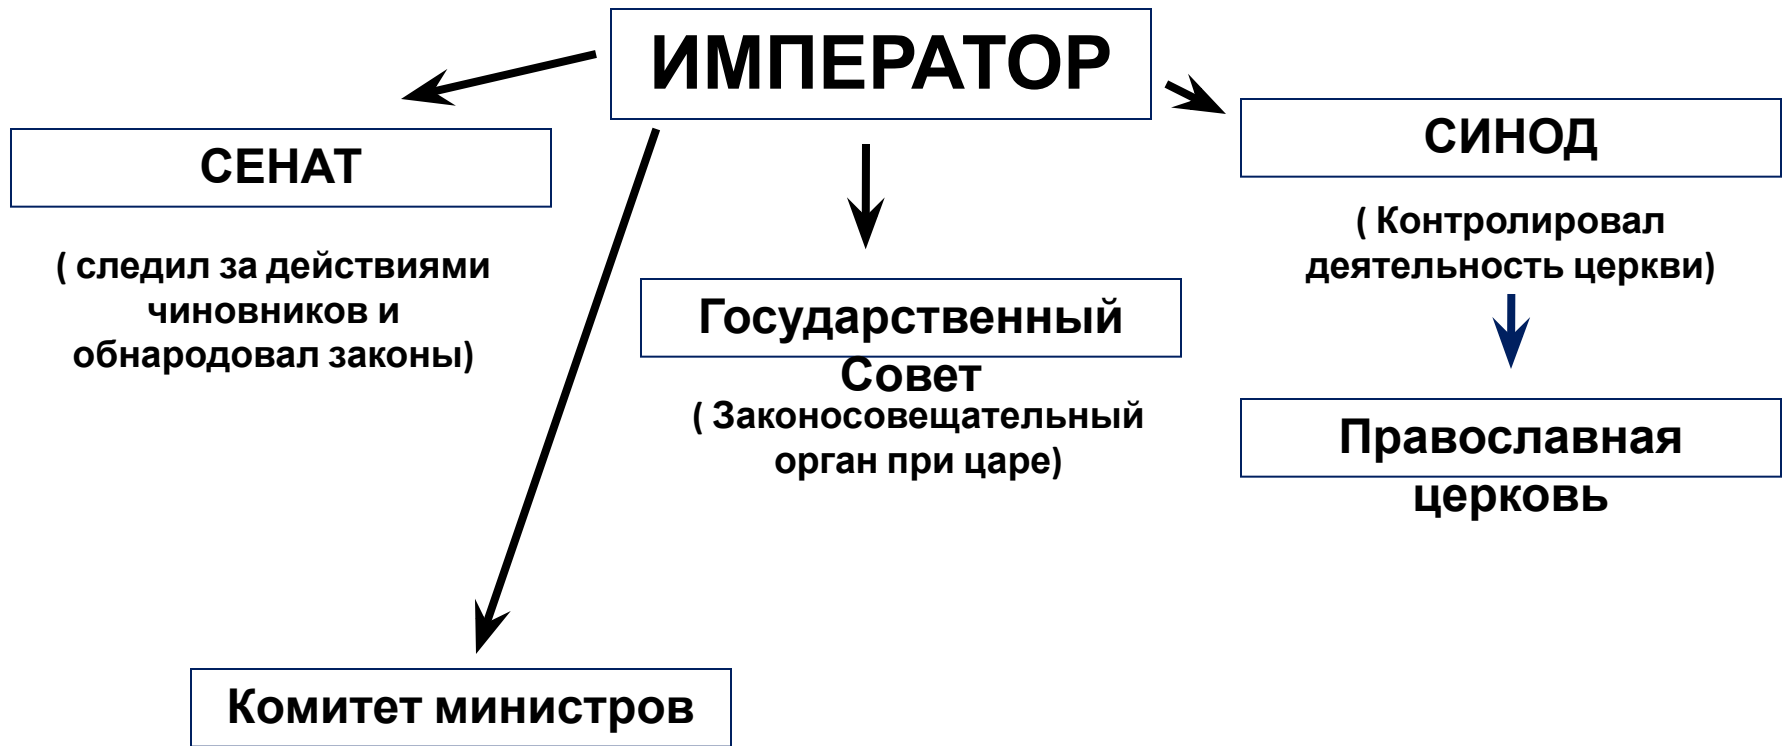 ИМПЕРАТОР
СЕНАТ
( следил за действиями
чиновников и
обнародовал законы)
Государственный
Совет
( Законосовещательный
орган при царе)
СИНОД
( Контролировал
деятельность церкви)
Православная
церковь
Комитет министров